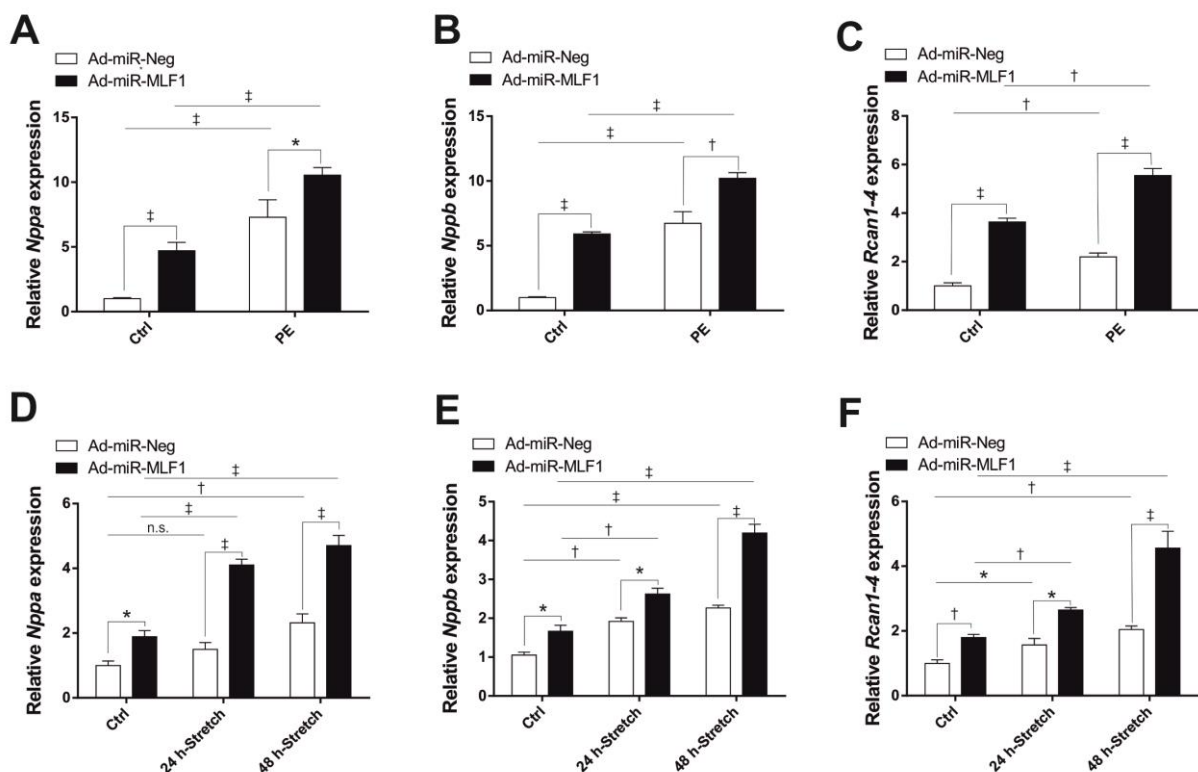 A
Ad-miR-Neg
Ad-miR-MLF1
‡
‡
*
‡
Relative Nppa expression
15
10
5
0
Ctrl
PE
B
Ad-miR-Neg
Ad-miR-MLF1
‡
‡
†
‡
Relative Nppb expression
15
10
5
0
Ctrl
PE
C
Ad-miR-Neg
Ad-miR-MLF1
†
†
‡
‡
Relative Rcan1-4 expression
8
6
4
2
0
Ctrl
PE
D
Ad-miR-Neg
Ad-miR-MLF1
‡
†
‡
n.s.
‡
‡
*
Relative Nppa expression
6
4
2
0
Ctrl
24 h-Stretch
48 h-Stretch
E
Ad-miR-Neg
Ad-miR-MLF1
‡
‡
†
†
‡
*
*
Relative Nppb expression
5
4
3
2
1
0
Ctrl
24 h-Stretch
48 h-Stretch
F
Ad-miR-Neg
Ad-miR-MLF1
‡
†
†
*
‡
*
†
Relative Rcan1-4 expression
6
4
2
0
Ctrl
24 h-Stretch
48 h-Stretch